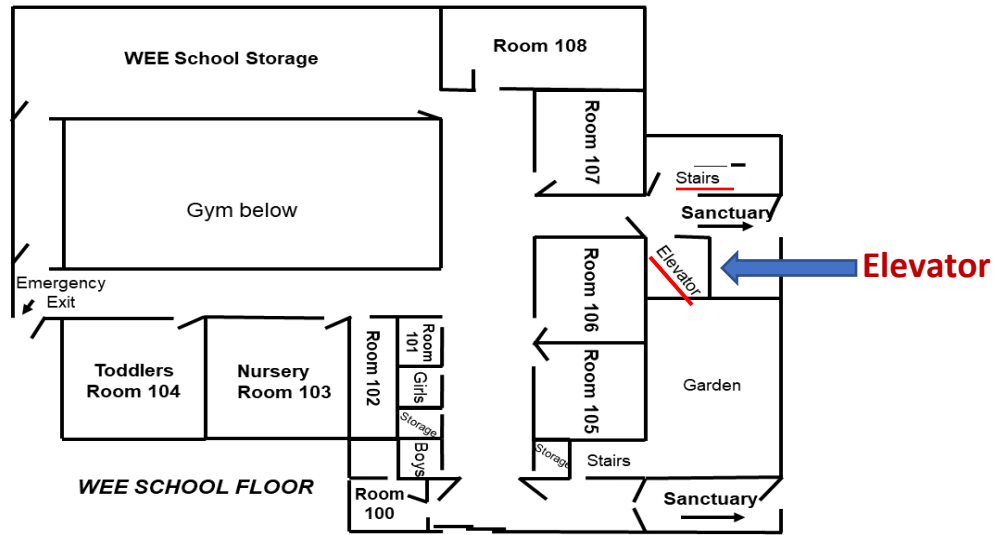 Room 108
WEE School Storage
Room 107
Stairs
Gym below
Sanctuary
Elevator
Elevator
Emergency
Exit
Room 106
Room
101
Room 102
Toddlers
Room 104
Nursery
Room 103
Girls
Room 105
Garden
Storage
Boys
Storage
Stairs
WEE SCHOOL FLOOR
Room
100
Sanctuary